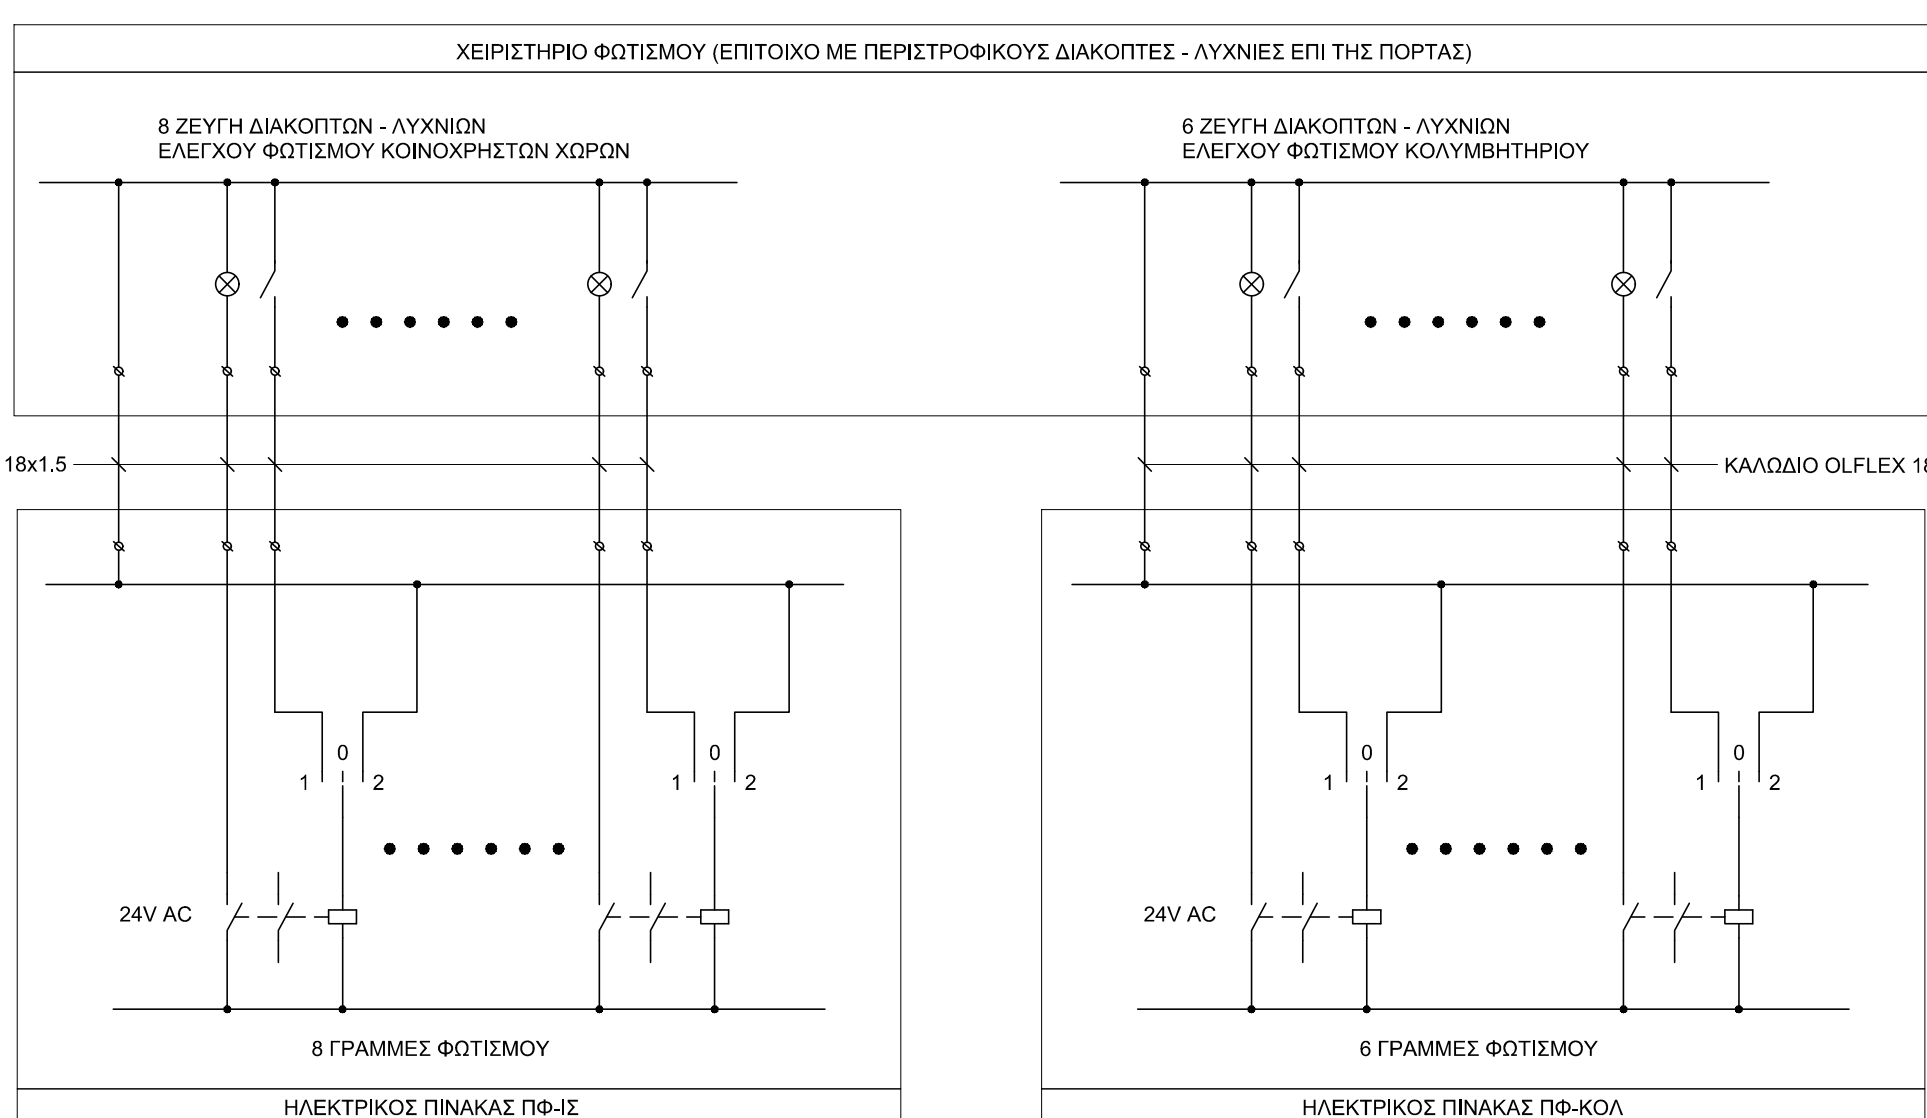 ΧΕΙΡΙΣΤΗΡΙΟ ΦΩΤΙΣΜΟΥ (ΕΠΙΤΟΙΧΟ ΜΕ ΠΕΡΙΣΤΡΟΦΙΚΟΥΣ ΔΙΑΚΟΠΤΕΣ - ΛΥΧΝΙΕΣ ΕΠΙ ΤΗΣ ΠΟΡΤΑΣ)
8 ΖΕΥΓΗ ΔΙΑΚΟΠΤΩΝ - ΛΥΧΝΙΩΝ
ΕΛΕΓΧΟΥ ΦΩΤΙΣΜΟΥ ΚΟΙΝΟΧΡΗΣΤΩΝ ΧΩΡΩΝ
6 ΖΕΥΓΗ ΔΙΑΚΟΠΤΩΝ - ΛΥΧΝΙΩΝ
ΕΛΕΓΧΟΥ ΦΩΤΙΣΜΟΥ ΚΟΛΥΜΒΗΤΗΡΙΟΥ
18x1.5
ΚΑΛΩΔΙΟ OLFLEX 18
0
1 2
0
1 2
0
1 2
0
1 2
24V AC
24V AC
8 ΓΡΑΜΜΕΣ ΦΩΤΙΣΜΟΥ
6 ΓΡΑΜΜΕΣ ΦΩΤΙΣΜΟΥ
ΗΛΕΚΤΡΙΚΟΣ ΠΙΝΑΚΑΣ ΠΦ-ΙΣ
ΗΛΕΚΤΡΙΚΟΣ ΠΙΝΑΚΑΣ ΠΦ-ΚΟΛ